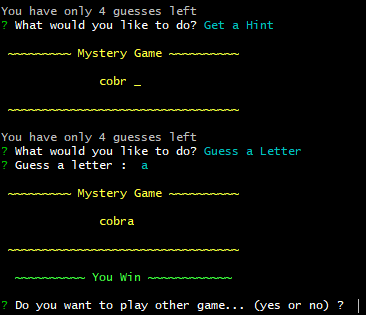 You have only 4 guesses left
? What would you like to do? Get a Hint
~~~~~~~~~ Mystery Game ~~~~~~~~~~
cobr _
~~~~~~~~~~~~~~~~~~~~~~~~~~~~~~~~~
You have only 4 guesses left
? What would you like to do? Guess a Letter
? Guess a letter :  a
~~~~~~~~~ Mystery Game ~~~~~~~~~~
cobra
~~~~~~~~~~~~~~~~~~~~~~~~~~~~~~~~~
~~~~~~~~~~ You Win ~~~~~~~~~~~~
? Do you want to play other game... (yes or no) ?